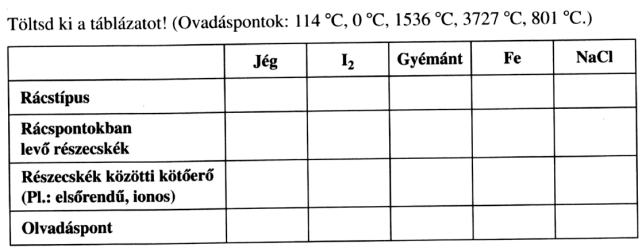 Töltsd ki a táblázatot! (Ovadáspontok: 114 °C, 0 °C, 1536 °C, 3727 °C, 801 °C.)
Jég I₂ Gyémánt Fe NaCl
Rácstípus
Rácspontokban
levő részecskék
Részecskék közötti kötőerő
(Pl.: elsőrendű, ionos)
Olvadáspont